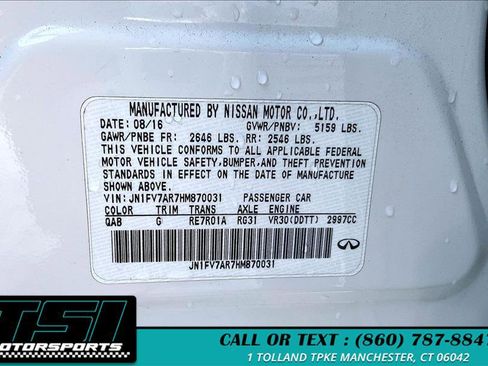 MANUFACTURED BY NISSAN MOTOR CO.,LTD.
DATE: 08/16 GVWR/PNBV: 5159 LBS.
GAWR/PNBE FR: 2646 LBS. RR: 2546 LBS.
THIS VEHICLE CONFORMS TO ALL APPLICABLE FEDERAL
MOTOR VEHICLE SAFETY, BUMPER, AND THEFT PREVENTION
STANDARDS IN EFFECT ON THE DATE OF MANUFACTURE
SHOWN ABOVE.
VIN: JN1FV7AR7HM870031 PASSENGER CAR
COLOR TRIM TRANS AXLE ENGINE
QAB G RE7R01A RG31 VR30(DDTT) 2997CC
JN1FV7AR7HM870031
TSI
MOTORSPORTS
CALL OR TEXT : (860) 787-8847
1 TOLLAND TPKE MANCHESTER, CT 06042